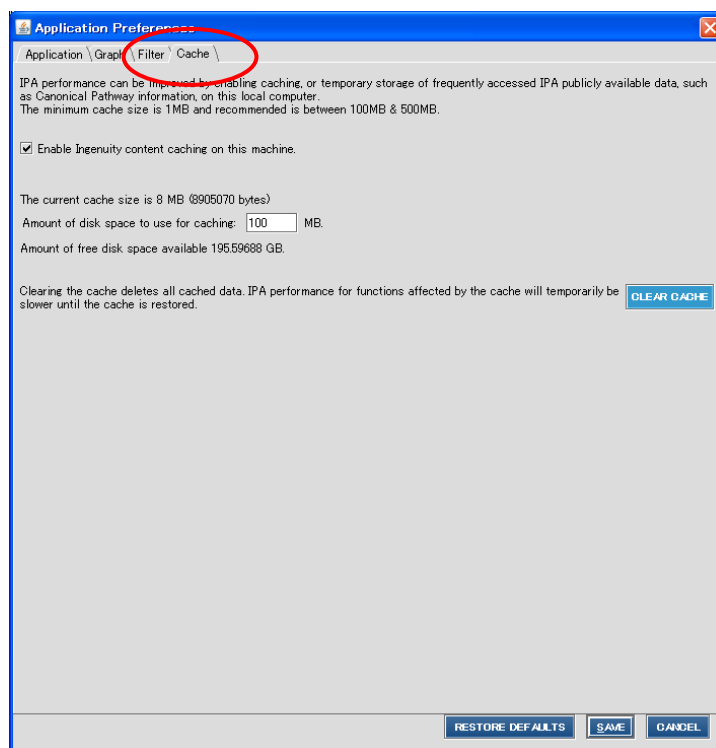 Application Preferences
Application Graph Filter Cache
IPA performance can be improved by enabling caching, or temporary storage of frequently accessed IPA publicly available data, such
as Canonical Pathway information, on this local computer.
The minimum cache size is 1MB and recommended is between 100MB & 500MB.
Enable Ingenuity content caching on this machine.
The current cache size is 8 MB (8905070 bytes)
Amount of disk space to use for caching: 100 MB.
Amount of free disk space available 195.59688 GB.
Clearing the cache deletes all cached data. IPA performance for functions affected by the cache will temporarily be
slower until the cache is restored.
CLEAR CACHE
RESTORE DEFAULTS SAVE CANCEL